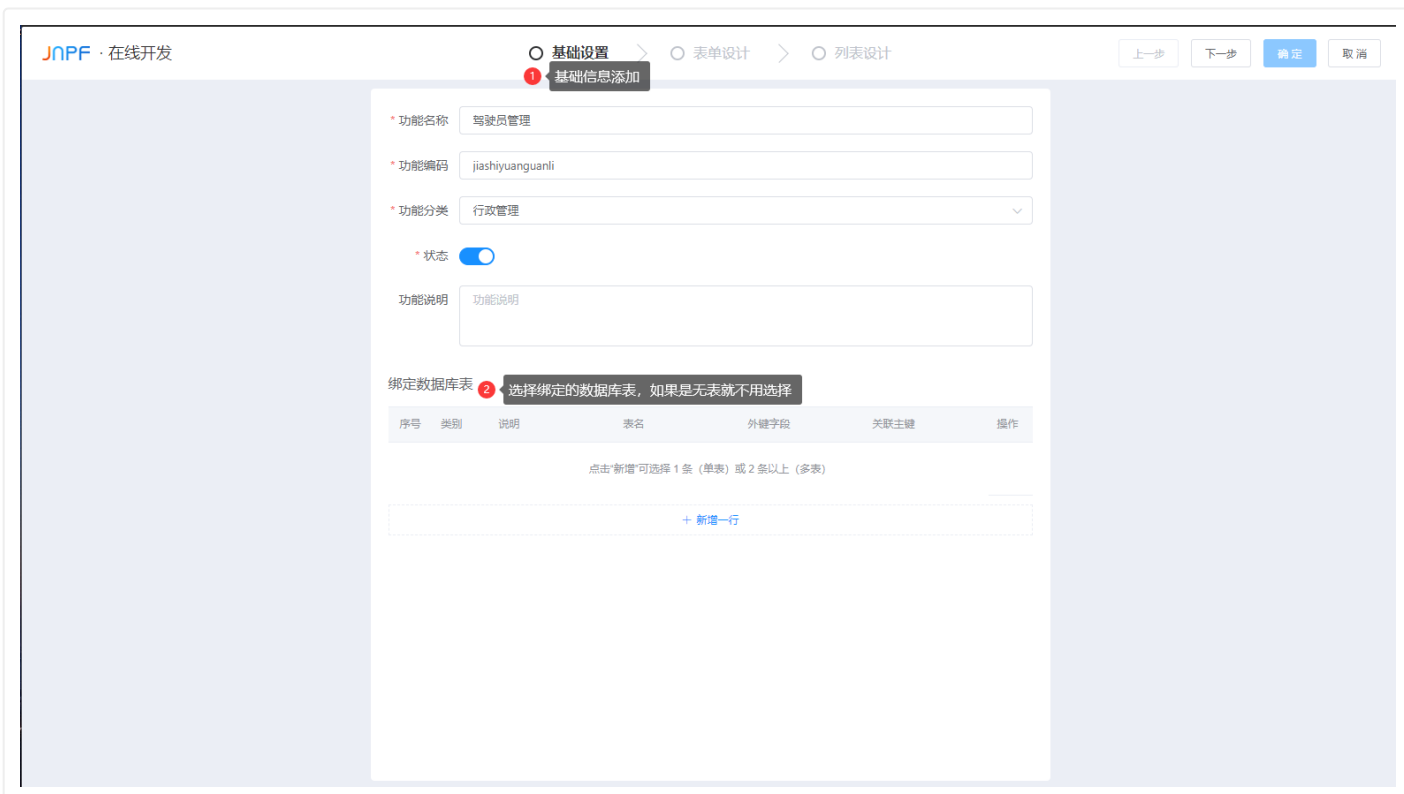 JNPF · 在线开发 基础设置 表单设计 列表设计 上一步 下一步 确定 取消
1 基础信息添加
* 功能名称 驾驶员管理
* 功能编码 jiashiyuanguanli
* 功能分类 行政管理
* 状态
功能说明 功能说明
绑定数据库表 2 选择绑定的数据库表，如果是无表就不用选择
序号 类别 说明 表名 外键字段 关联主键 操作
点击“新增”可选择 1 条（单表）或 2 条以上（多表）
+ 新增一行